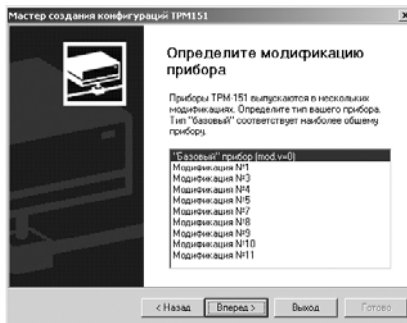 Мастер создания конфигураций ТРМ151
Определите модификацию
прибора
Приборы ТРМ-151 выпускаются в нескольких
модификациях. Определите тип вашего прибора.
Тип "базовый" соответствует наиболее общему
прибору.
"Базовый" прибор (mod.v=0)
Модификация №1
Модификация №3
Модификация №4
Модификация №5
Прибор (Модификация №7
Модификация №8
Модификация №9
Модификация №10
Модификация №11
< Назад
Вперед >
Выход
Готово